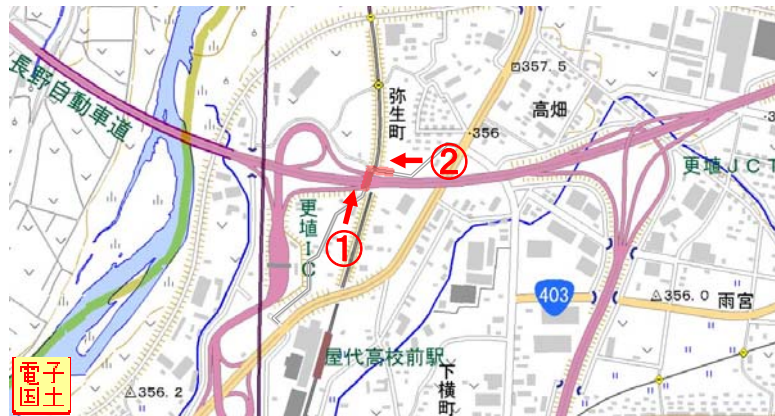 長野自動車道
弥生町
357.5
高畑
356
②
更埴JCT
更埴IC
①
403
356.0
雨宮
屋代高校前駅
下横町
356.2
電子
国土